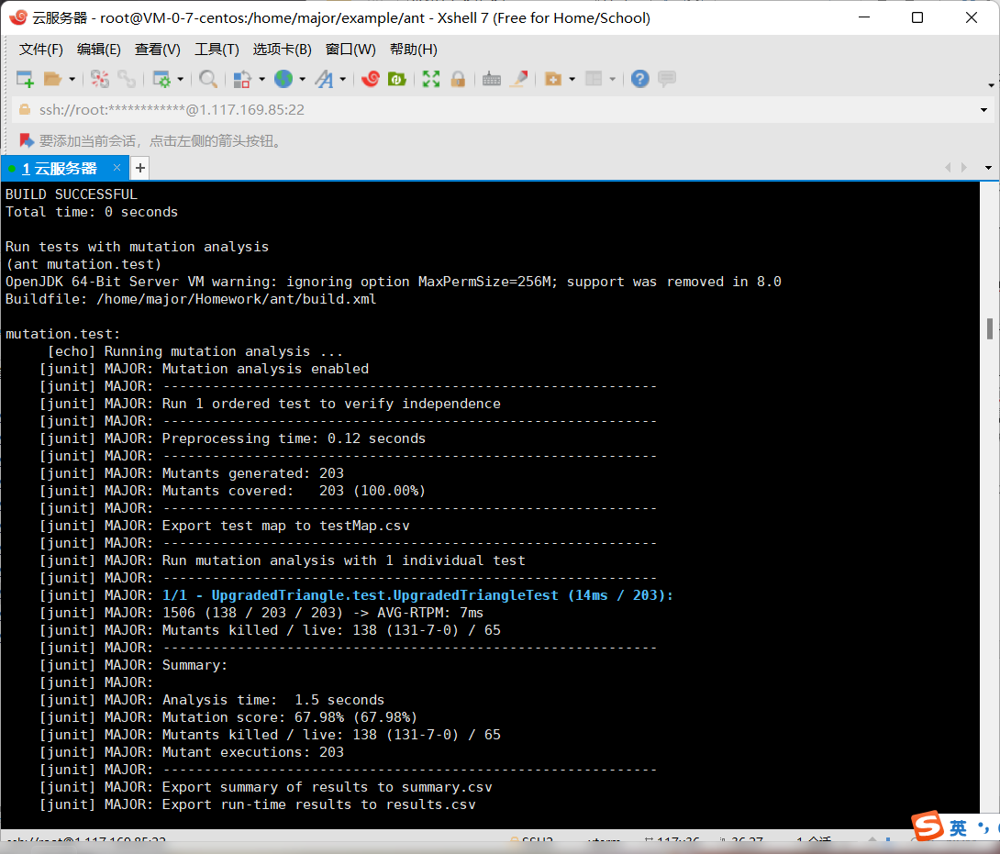 云服务器 - root@VM-0-7-centos:/home/major/example/ant - Xshell 7 (Free for Home/School)
文件(F) 编辑(E) 查看(V) 工具(T) 选项卡(B) 窗口(W) 帮助(H)
ssh://root:************@1.117.169.85:22
要添加当前会话，点击左侧的箭头按钮。
1 云服务器 × +
BUILD SUCCESSFUL
Total time: 0 seconds
Run tests with mutation analysis
(ant mutation.test)
OpenJDK 64-Bit Server VM warning: ignoring option MaxPermSize=256M; support was removed in 8.0
Buildfile: /home/major/Homework/ant/build.xml
mutation.test:
[echo] Running mutation analysis ...
[junit] MAJOR: Mutation analysis enabled
[junit] MAJOR: ------------------------------------------------------------
[junit] MAJOR: Run 1 ordered test to verify independence
[junit] MAJOR: ------------------------------------------------------------
[junit] MAJOR: Preprocessing time: 0.12 seconds
[junit] MAJOR: ------------------------------------------------------------
[junit] MAJOR: Mutants generated: 203
[junit] MAJOR: Mutants covered:   203 (100.00%)
[junit] MAJOR: ------------------------------------------------------------
[junit] MAJOR: Export test map to testMap.csv
[junit] MAJOR: ------------------------------------------------------------
[junit] MAJOR: Run mutation analysis with 1 individual test
[junit] MAJOR: ------------------------------------------------------------
[junit] MAJOR: 1/1 - UpgradedTriangle.test.UpgradedTriangleTest (14ms / 203):
[junit] MAJOR: 1506 (138 / 203 / 203) -> AVG-RTPM: 7ms
[junit] MAJOR: Mutants killed / live: 138 (131-7-0) / 65
[junit] MAJOR: ------------------------------------------------------------
[junit] MAJOR: Summary:
[junit] MAJOR:
[junit] MAJOR: Analysis time:  1.5 seconds
[junit] MAJOR: Mutation score: 67.98% (67.98%)
[junit] MAJOR: Mutants killed / live: 138 (131-7-0) / 65
[junit] MAJOR: Mutant executions: 203
[junit] MAJOR: ------------------------------------------------------------
[junit] MAJOR: Export summary of results to summary.csv
[junit] MAJOR: Export run-time results to results.csv
英
ssh://root@1.117.169.85:22 SSH2 xterm 117x36 36,27 1 会话